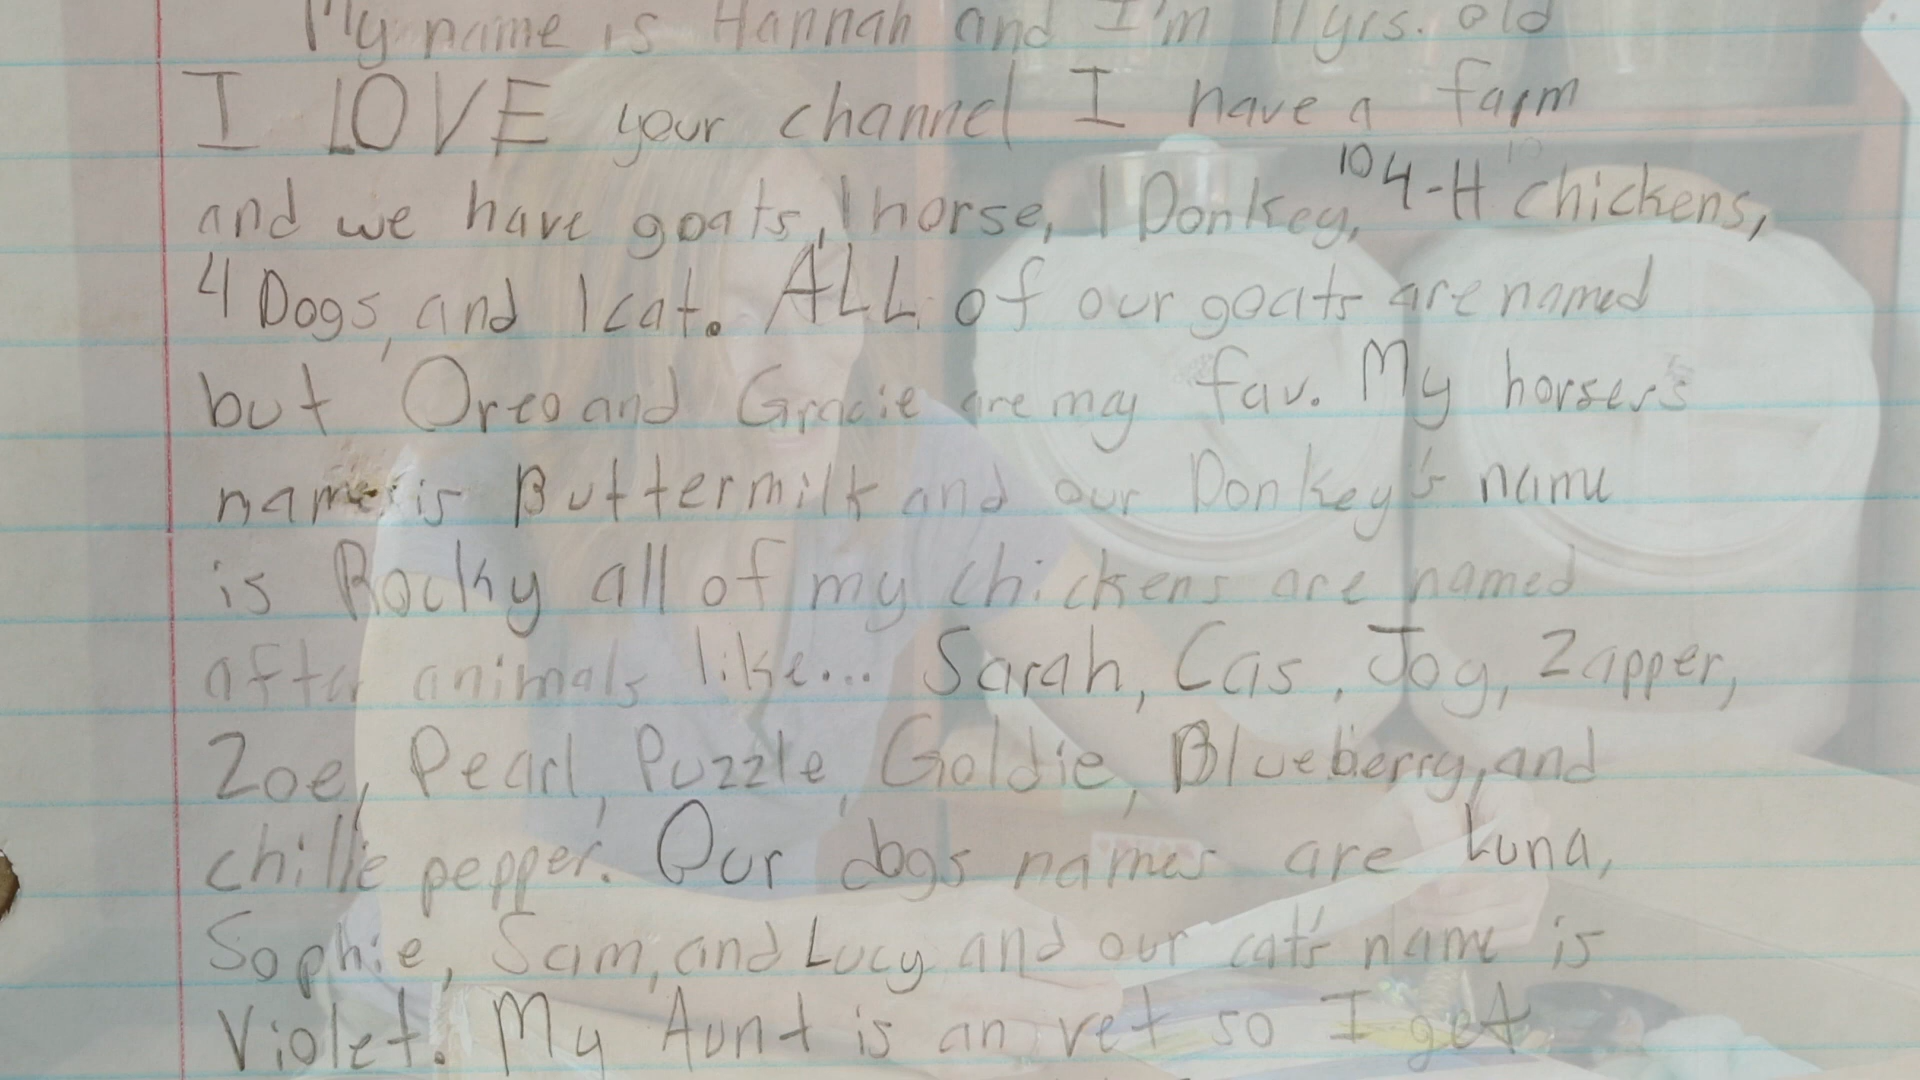 My name is Hannah and I'm 11yrs. old
I LOVE your channel I have a farm
and we have goats, 1 horse, 1 Donkey, 10 4-H chickens,
4 Dogs, and 1 cat. ALL of our goats are named
but Oreo and Gracie are my fav. My horser's
name is Buttermilk and our Donkey's name
is Rocky all of my chickens are named
after animals like... Sarah, Cas, Joy, Zapper,
Zoe, Pearl, Puzzle, Goldie, Blueberry, and
chillie pepper. Our dogs names are Luna,
Sophie, Sam, and Lucy and our cat's name is
Violet. My Aunt is an vet so I get